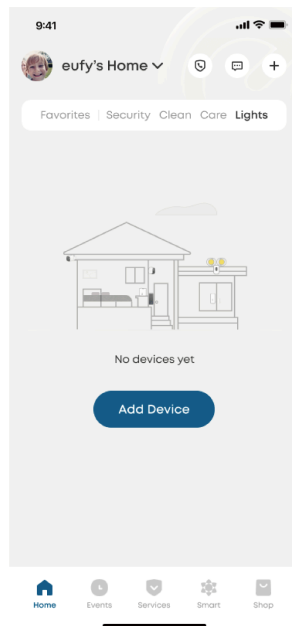 9:41
eufy's Home
Favorites | Security Clean Care Lights
No devices yet
Add Device
Home Events Services Smart Shop